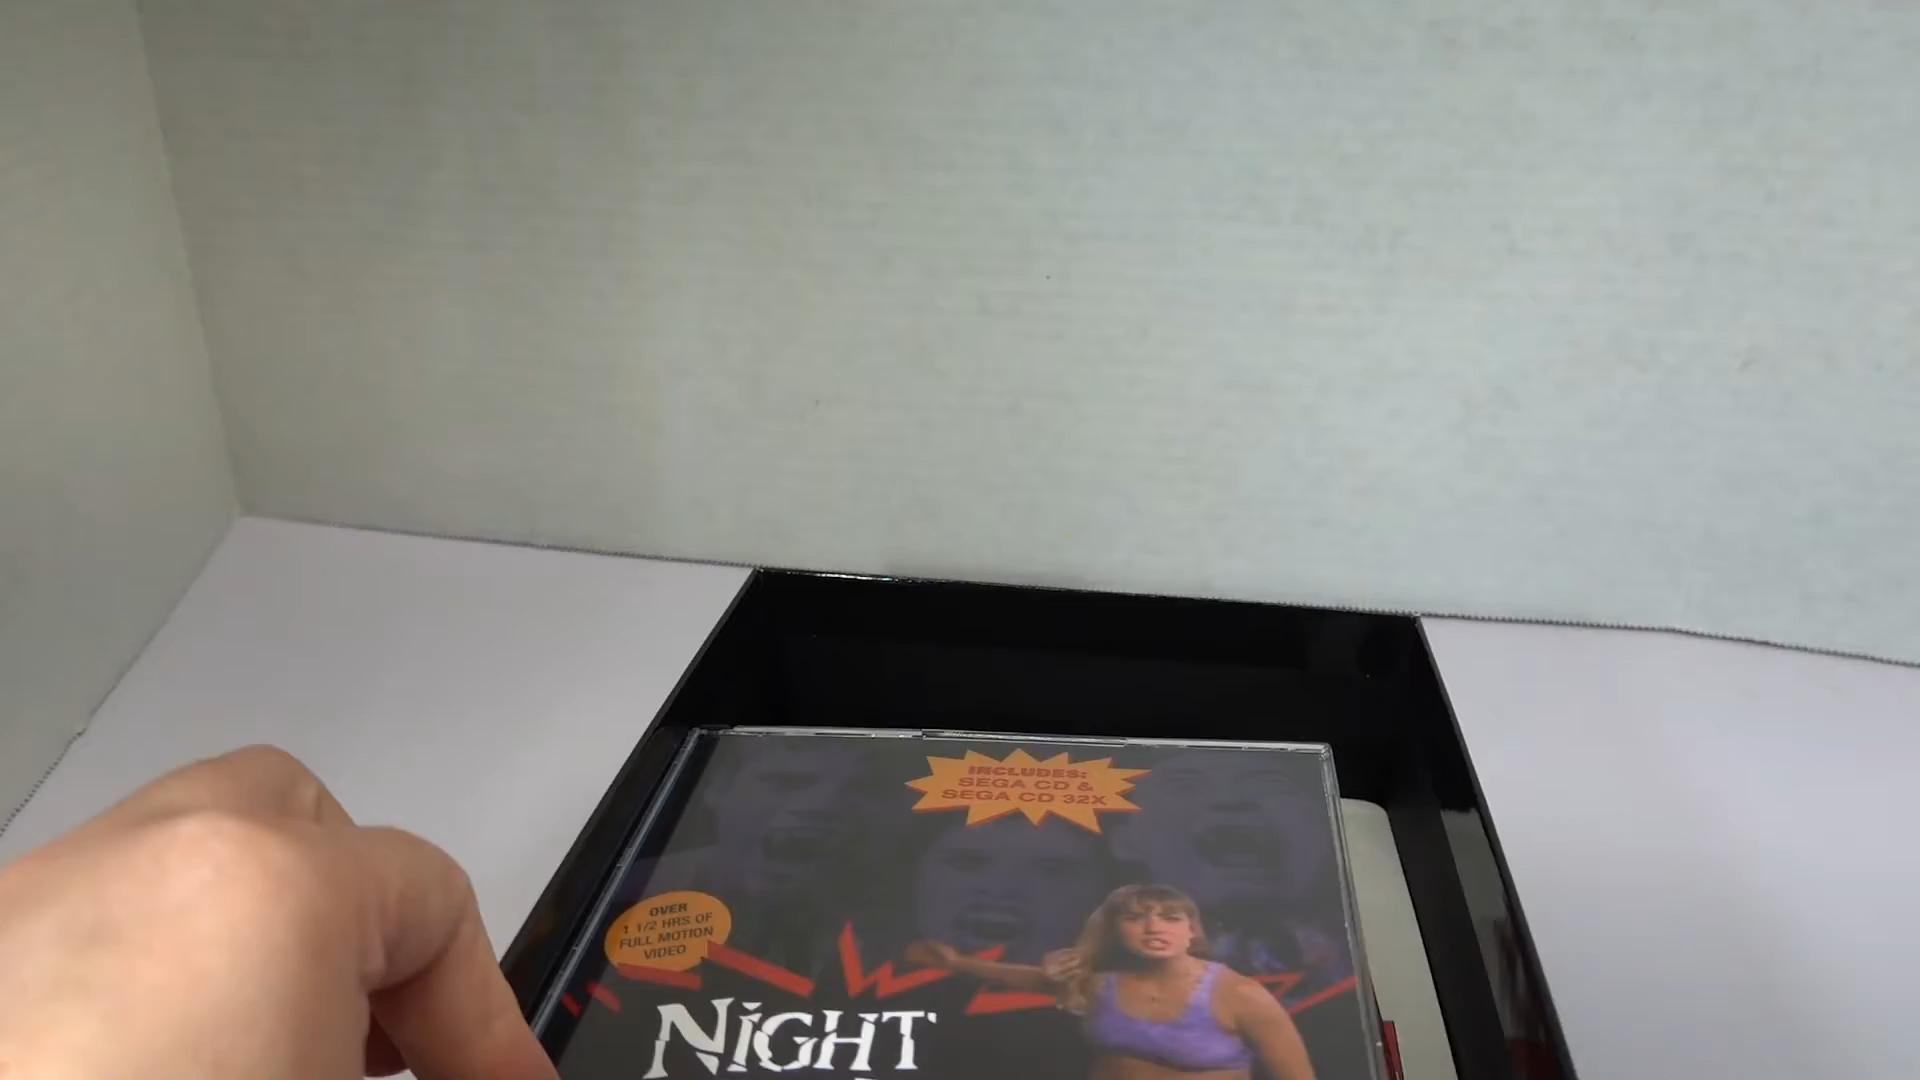 INCLUDES:
SEGA CD &
SEGA CD 32X
OVER
1 1/2 HRS OF
FULL MOTION
VIDEO
NIGHT